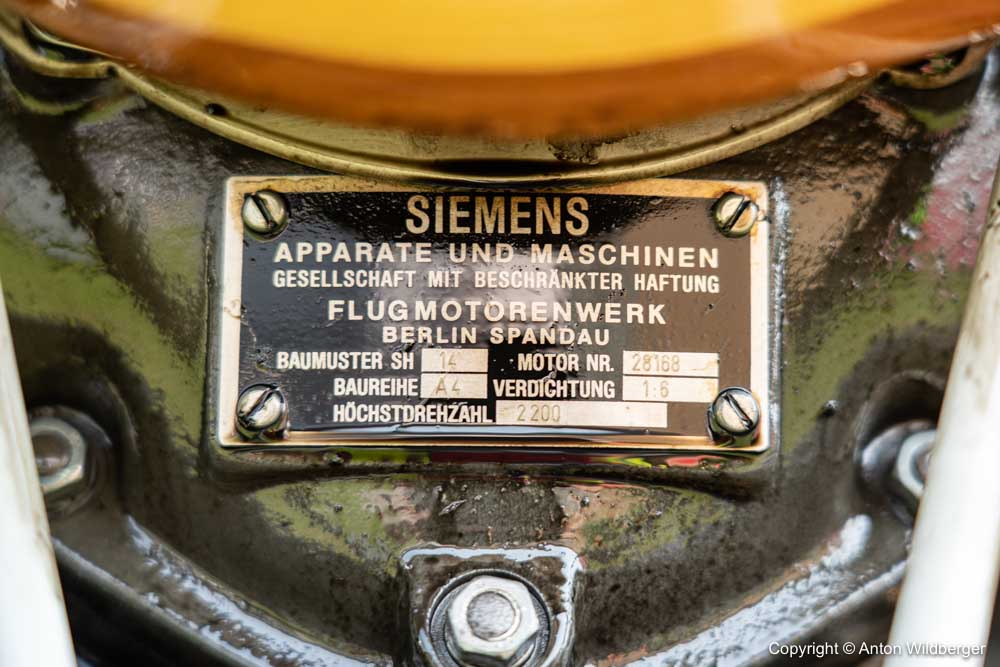 SIEMENS
APPARATE UND MASCHINEN
GESELLSCHAFT MIT BESCHRÄNKTER HAFTUNG
FLUGMOTORENWERK
BERLIN SPANDAU
BAUMUSTER SH 14 MOTOR NR. 28168
BAUREIHE A4 VERDICHTUNG 1:6
HÖCHSTDREHZAHL 2200
Copyright © Anton Wildberger